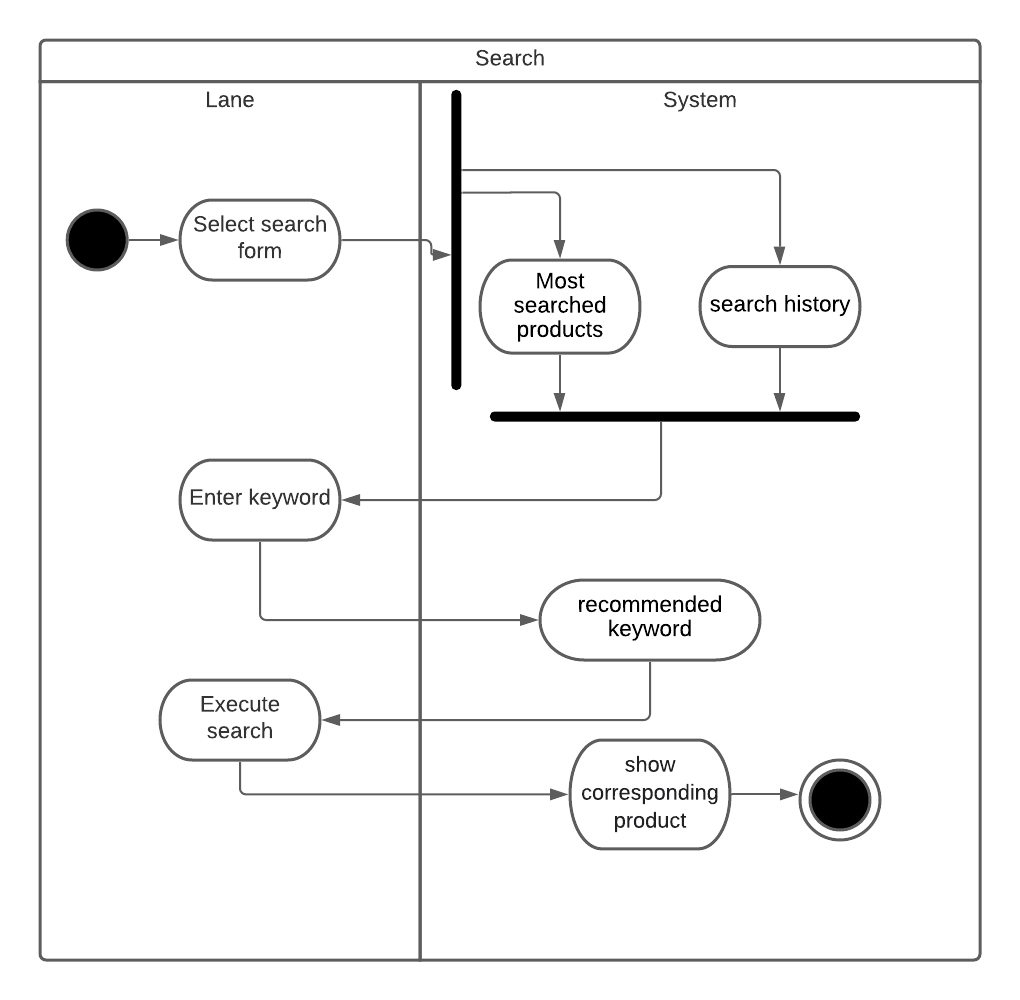 Search
Lane
System
Select search
form
Most
searched
products
search history
Enter keyword
recommended
keyword
Execute
search
show
corresponding
product